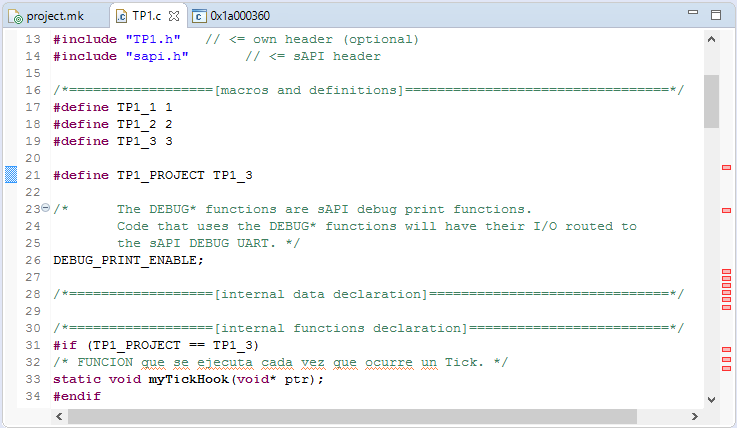 project.mk TP1.c 0x1a000360
13 #include "TP1.h" // <= own header (optional)
14 #include "sapi.h" // <= sAPI header
15
16 /*==================[macros and definitions]=================================*/
17 #define TP1_1 1
18 #define TP1_2 2
19 #define TP1_3 3
20
21 #define TP1_PROJECT TP1_3
22
23 /* The DEBUG* functions are sAPI debug print functions.
24 Code that uses the DEBUG* functions will have their I/O routed to
25 the sAPI DEBUG UART. */
26 DEBUG_PRINT_ENABLE;
27
28 /*==================[internal data declaration]==============================*/
29
30 /*==================[internal functions declaration]=========================*/
31 #if (TP1_PROJECT == TP1_3)
32 /* FUNCION que se ejecuta cada vez que ocurre un Tick. */
33 static void myTickHook(void* ptr);
34 #endif